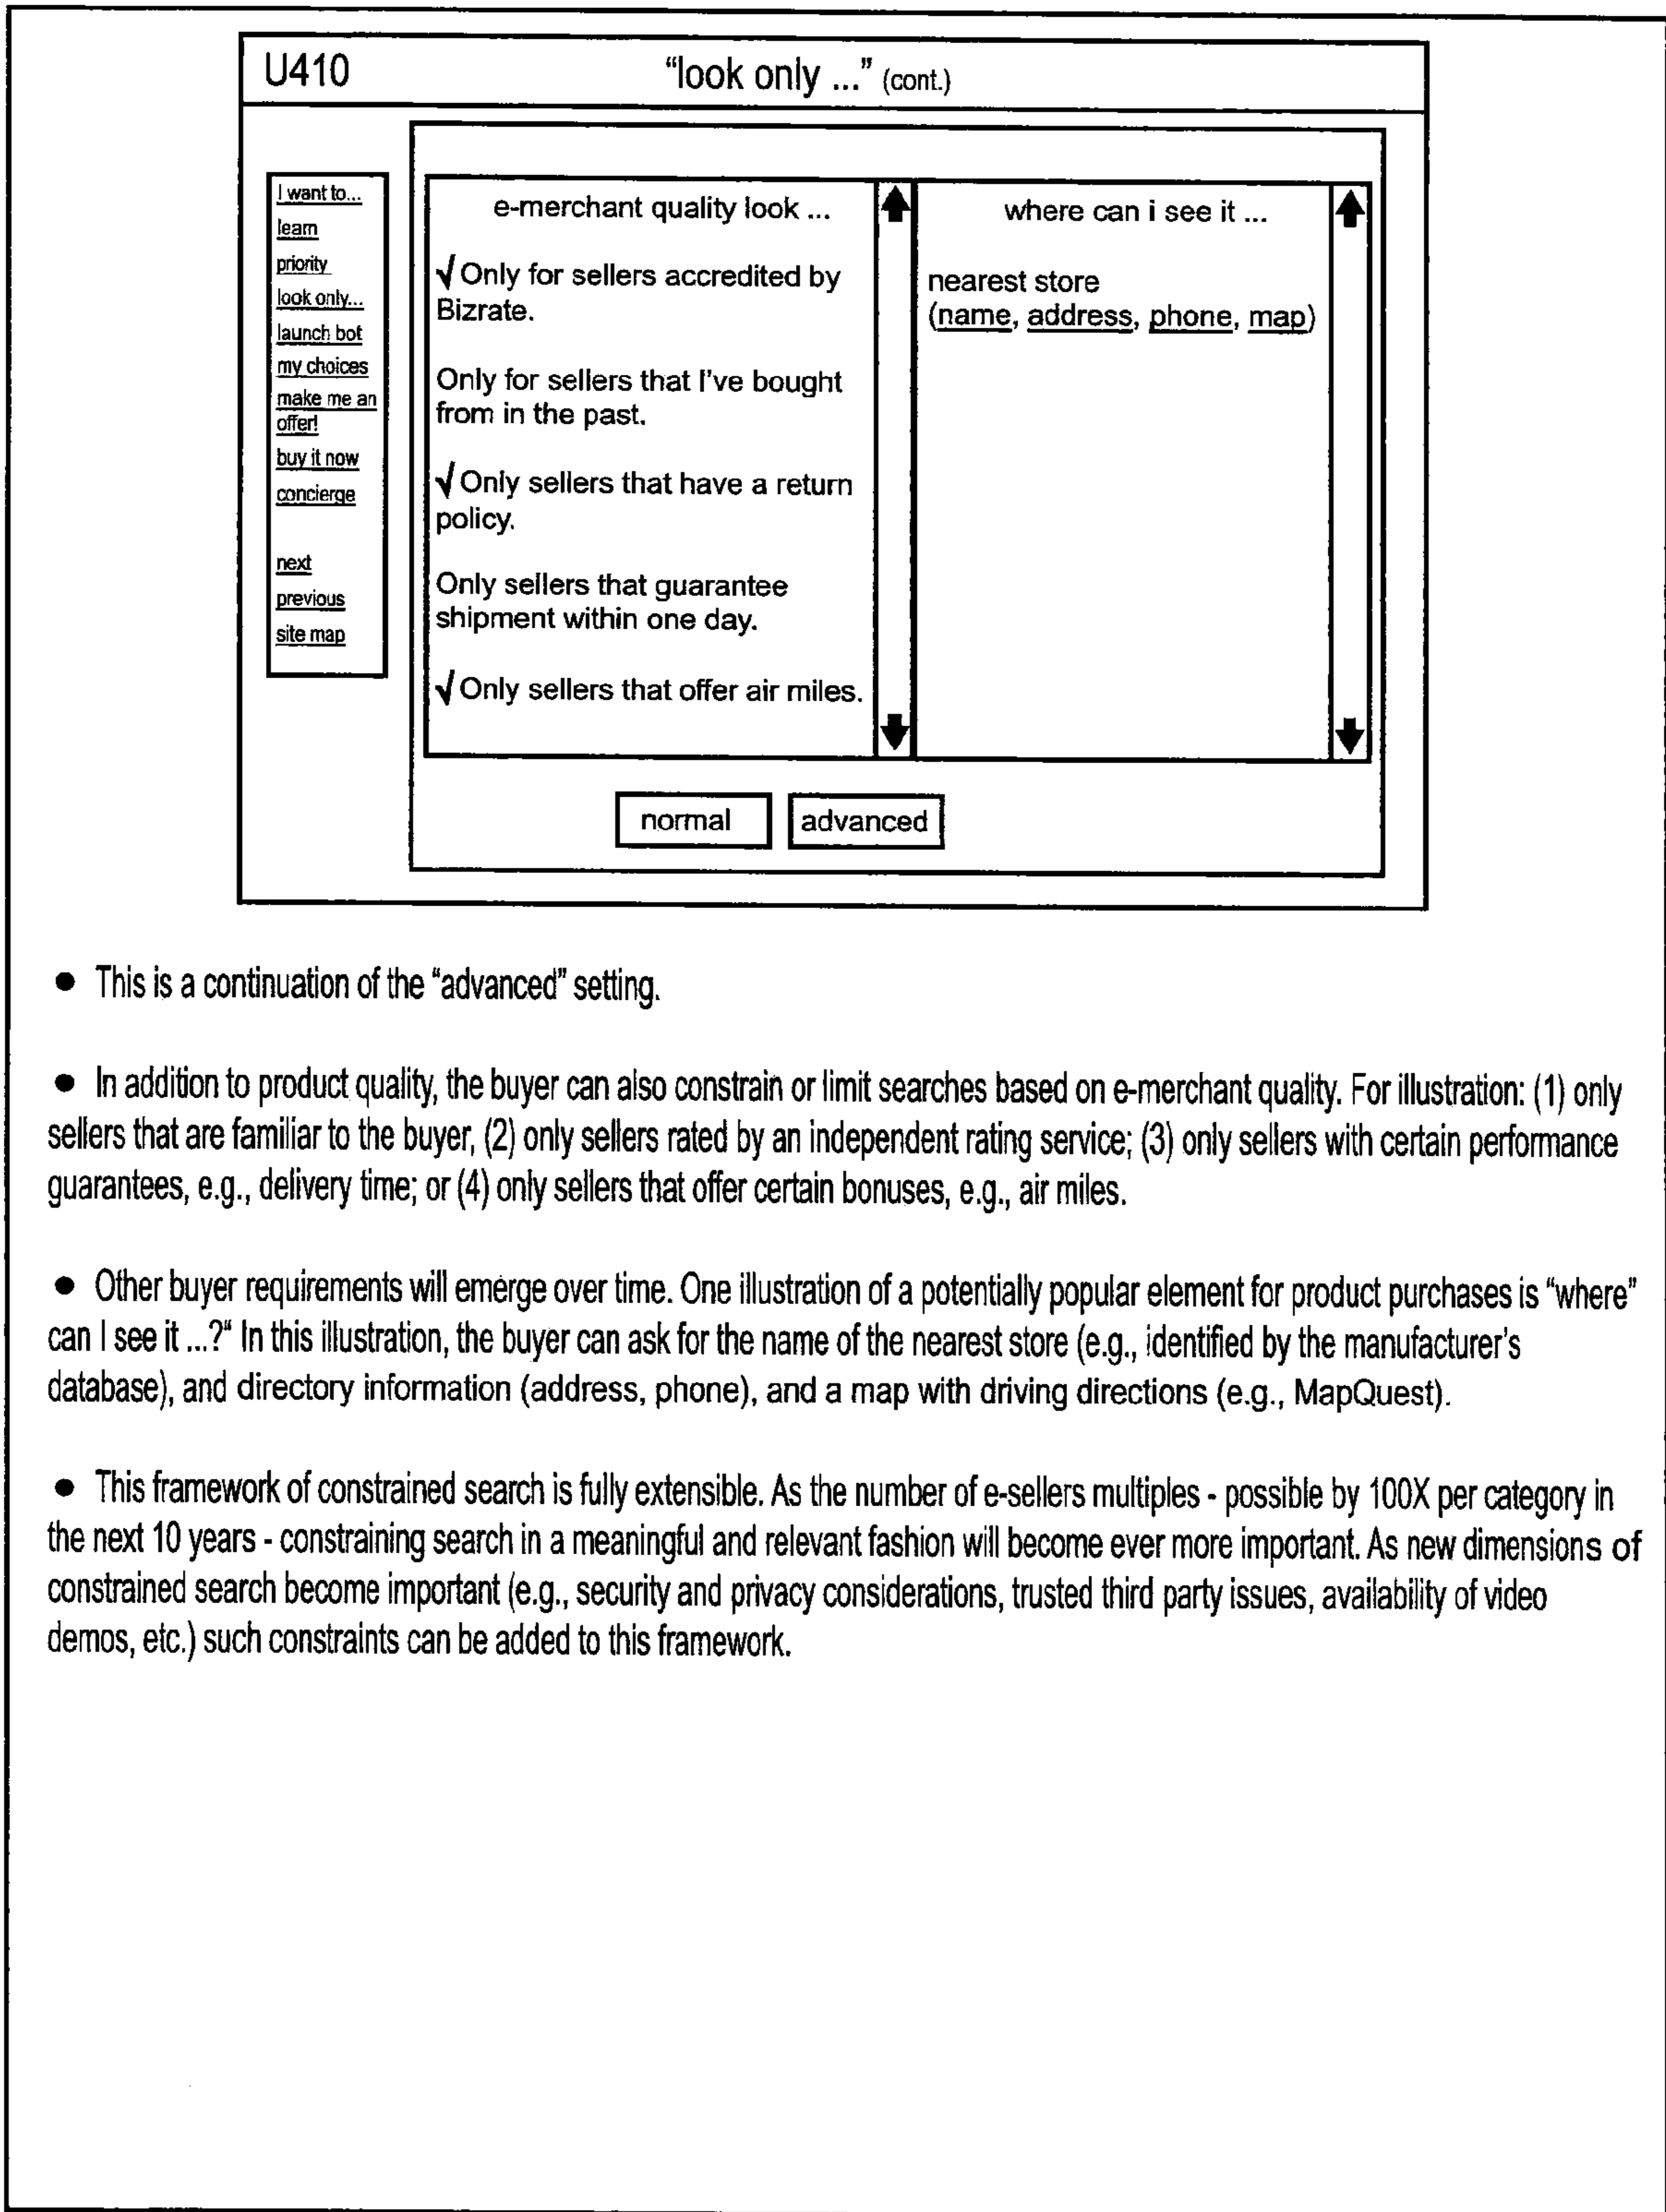 U410
"look only ..." (cont.)
I want to...
learn
priority
look only...
launch bot
my choices
make me an
offer!
buy it now
concierge
next
previous
site map
e-merchant quality look ...
√ Only for sellers accredited by
Bizrate.
Only for sellers that I've bought
from in the past.
√ Only sellers that have a return
policy.
Only sellers that guarantee
shipment within one day.
√ Only sellers that offer air miles.
where can i see it ...
nearest store
(name, address, phone, map)
normal
advanced
● This is a continuation of the "advanced" setting.
● In addition to product quality, the buyer can also constrain or limit searches based on e-merchant quality. For illustration: (1) only
sellers that are familiar to the buyer, (2) only sellers rated by an independent rating service; (3) only sellers with certain performance
guarantees, e.g., delivery time; or (4) only sellers that offer certain bonuses, e.g., air miles.
● Other buyer requirements will emerge over time. One illustration of a potentially popular element for product purchases is "where"
can I see it ...?" In this illustration, the buyer can ask for the name of the nearest store (e.g., identified by the manufacturer's
database), and directory information (address, phone), and a map with driving directions (e.g., MapQuest).
● This framework of constrained search is fully extensible. As the number of e-sellers multiples - possible by 100X per category in
the next 10 years - constraining search in a meaningful and relevant fashion will become ever more important. As new dimensions of
constrained search become important (e.g., security and privacy considerations, trusted third party issues, availability of video
demos, etc.) such constraints can be added to this framework.